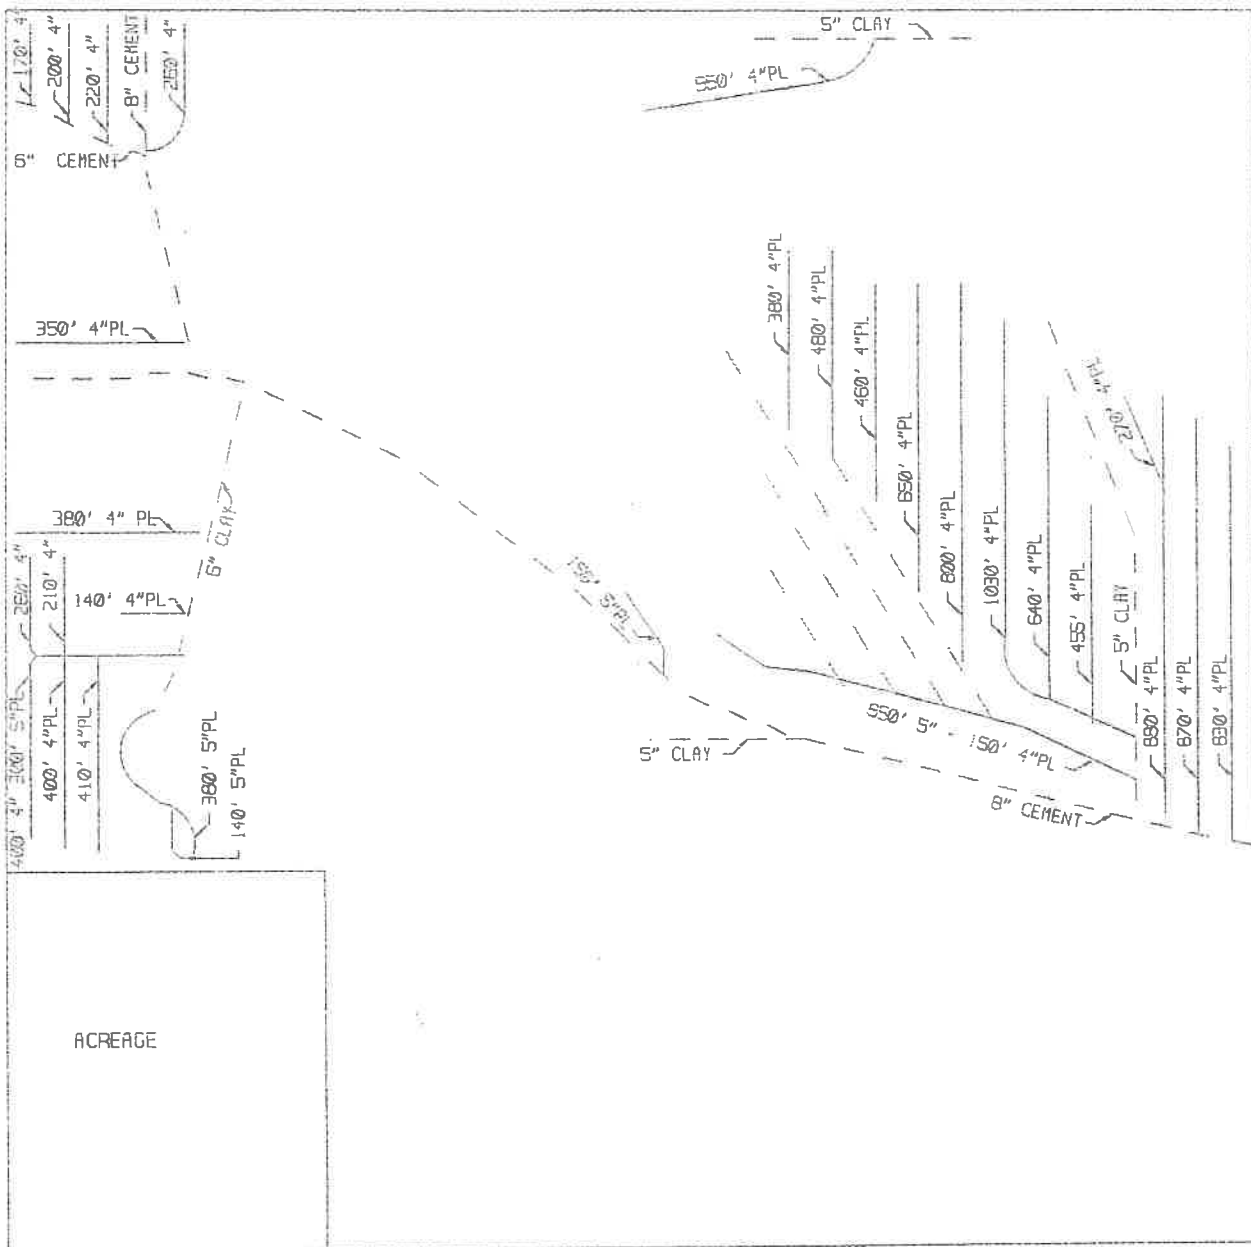 170' 4"
200' 4"
220' 4"
8" CEMENT
260' 4"
6" CEMENT
5" CLAY
550' 4"PL
350' 4"PL
380' 4"PL
480' 4"PL
460' 4"PL
650' 4"PL
800' 4"PL
1030' 4"PL
640' 4"PL
455' 4"PL
5" CLAY
270' 4"PL
880' 4"PL
870' 4"PL
830' 4"PL
380' 4" PL
6" CLAY
260' 4"
210' 4"
140' 4"PL
150' 5"PL
400' 4" 300' 5"PL
400' 4"PL
410' 4"PL
380' 5"PL
140' 5"PL
5" CLAY
550' 5" - 150' 4"PL
8" CEMENT
ACREAGE